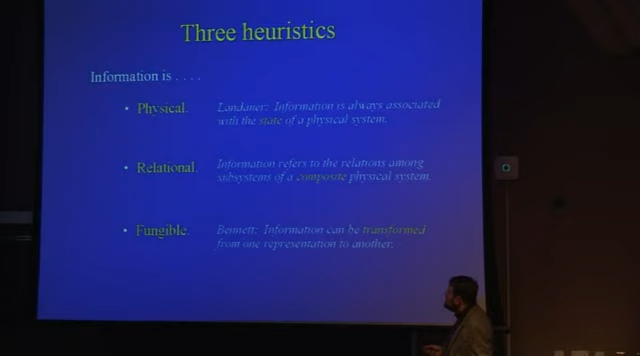 Three heuristics
Information is . . . .
• Physical. Landauer: Information is always associated
with the state of a physical system.
• Relational. Information refers to the relations among
subsystems of a composite physical system.
• Fungible. Bennett: Information can be transformed
from one representation to another.